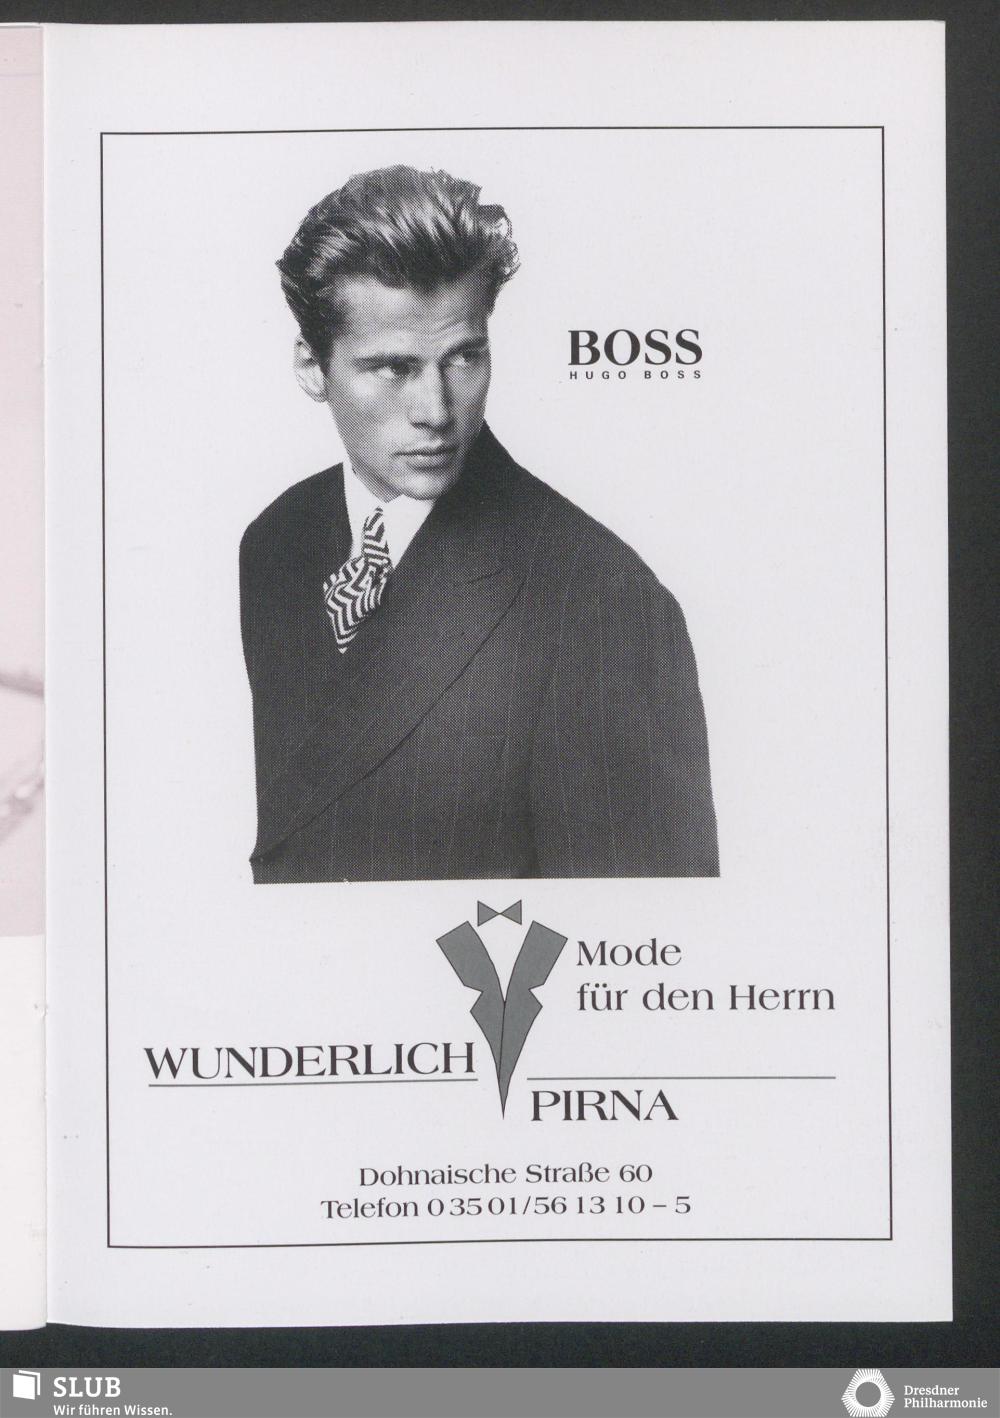 BOSS
HUGO BOSS
Mode
für den Herrn
WUNDERLICH
PIRNA
Dohnaische Straße 60
Telefon 0 35 01/56 13 10 – 5
SLUB
Wir führen Wissen.
Dresdner
Philharmonie